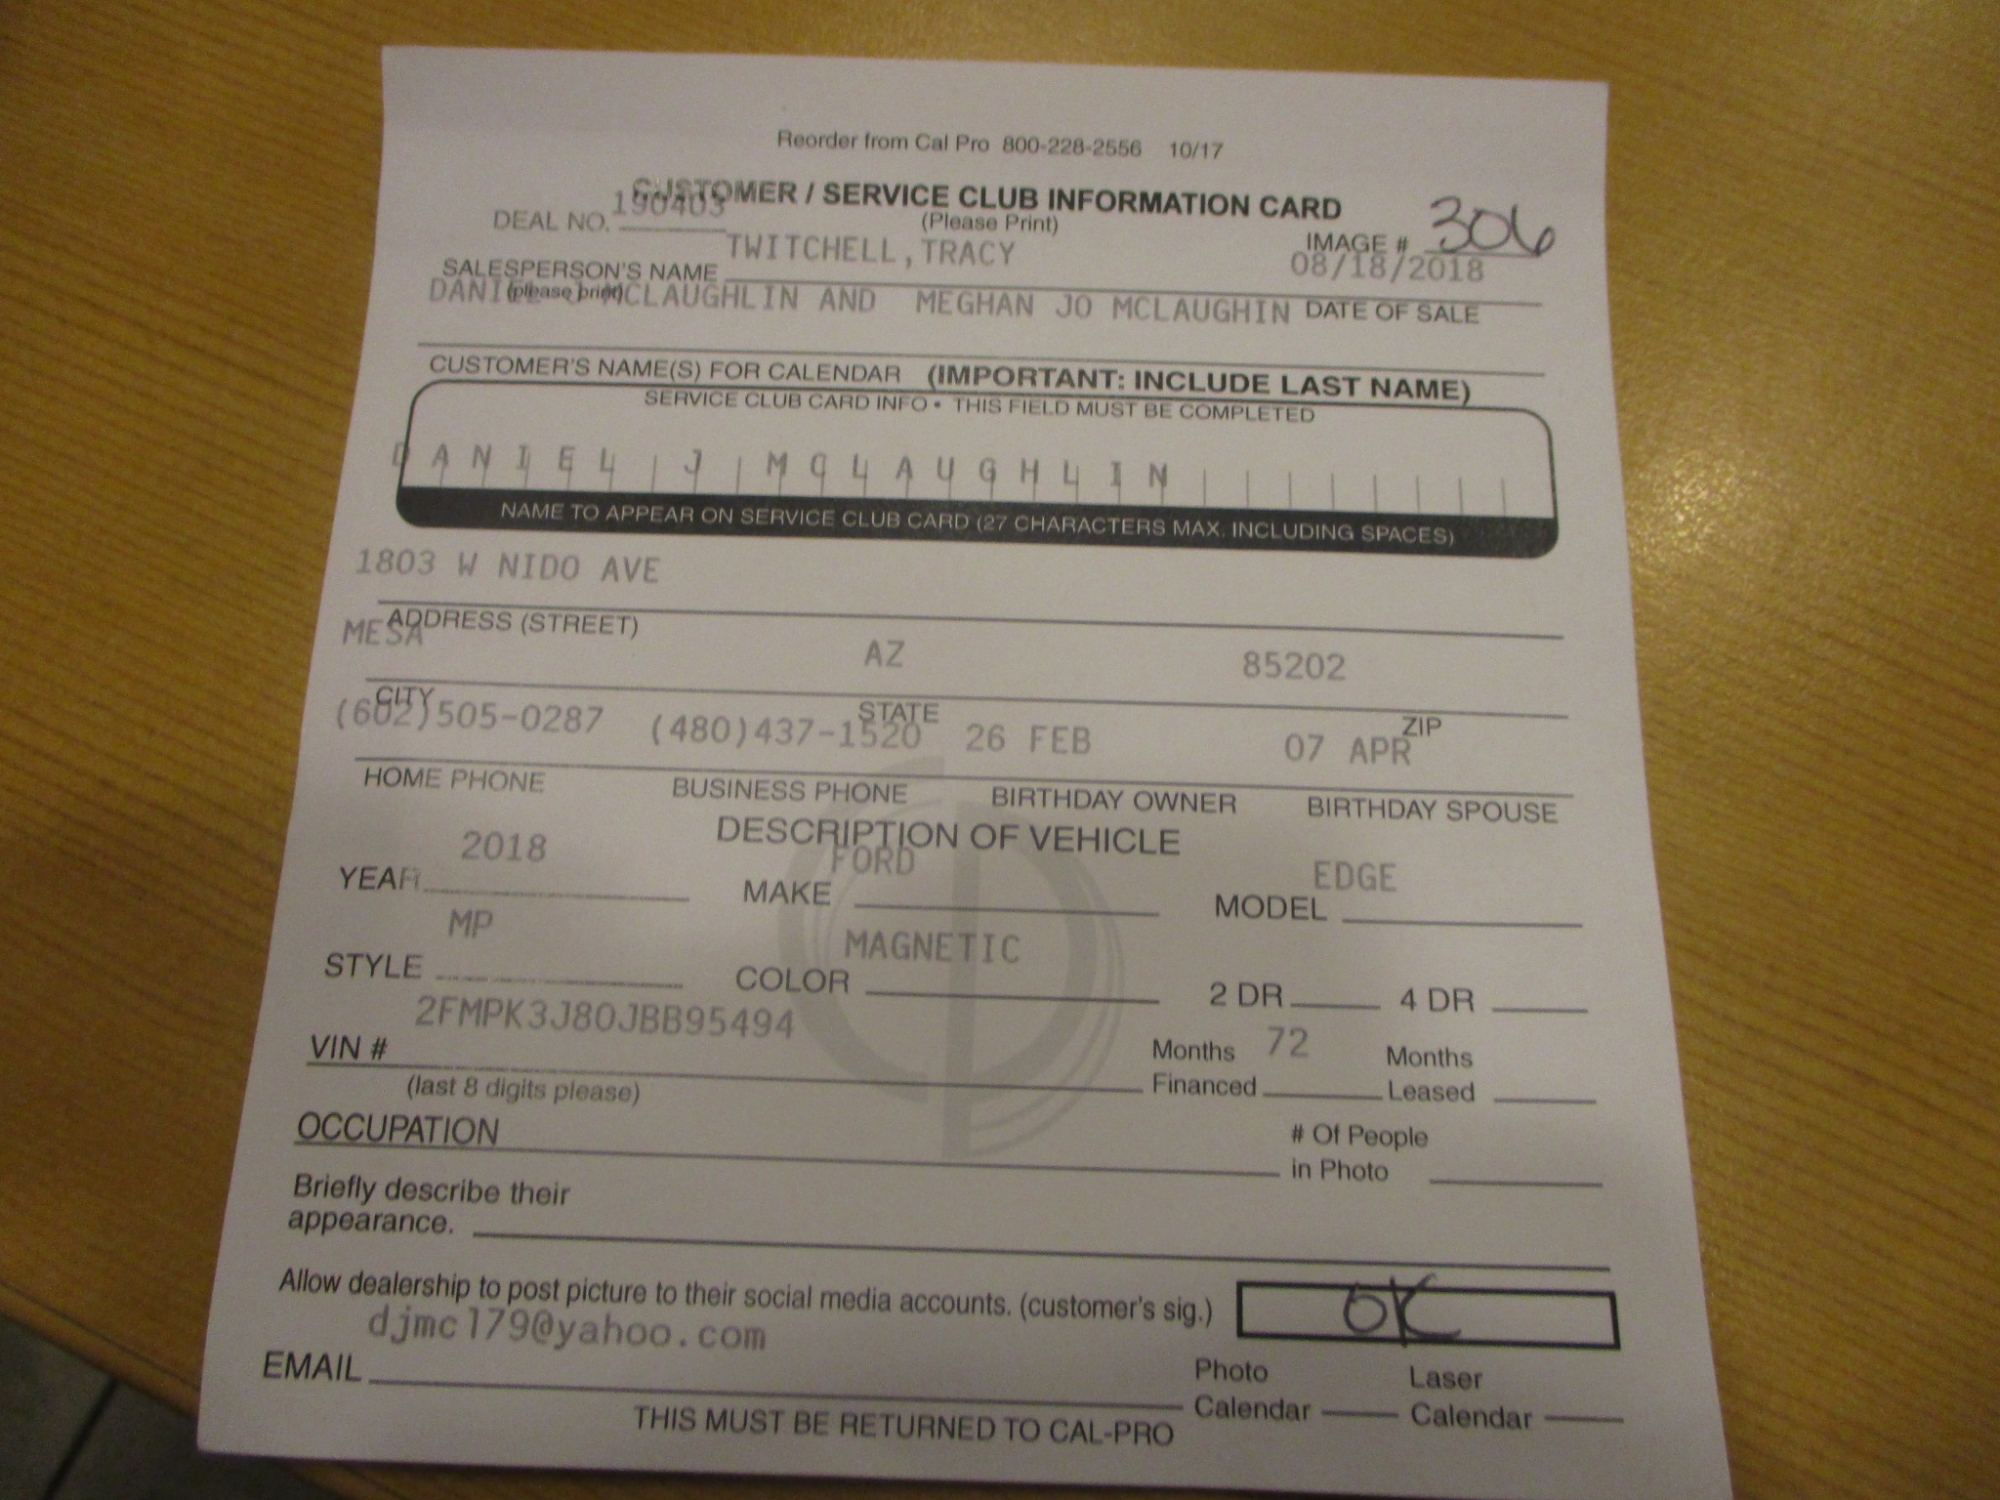 Reorder from Cal Pro 800-228-2556 10/17
CUSTOMER / SERVICE CLUB INFORMATION CARD
DEAL NO. 190403 (Please Print) IMAGE # 306
SALESPERSON'S NAME TWITCHELL,TRACY 08/18/2018
(please print)
DANIEL J MCLAUGHLIN AND MEGHAN JO MCLAUGHIN DATE OF SALE
CUSTOMER'S NAME(S) FOR CALENDAR (IMPORTANT: INCLUDE LAST NAME)
SERVICE CLUB CARD INFO • THIS FIELD MUST BE COMPLETED
DANIEL J MCLAUGHLIN
NAME TO APPEAR ON SERVICE CLUB CARD (27 CHARACTERS MAX. INCLUDING SPACES)
1803 W NIDO AVE
ADDRESS (STREET)
MESA AZ 85202
CITY STATE ZIP
(602)505-0287 (480)437-1520 26 FEB 07 APR
HOME PHONE BUSINESS PHONE BIRTHDAY OWNER BIRTHDAY SPOUSE
DESCRIPTION OF VEHICLE
YEAR 2018 MAKE FORD MODEL EDGE
STYLE MP COLOR MAGNETIC 2 DR 4 DR
VIN # 2FMPK3J80JBB95494 Months Financed 72 Months Leased
(last 8 digits please)
OCCUPATION # Of People in Photo
Briefly describe their
appearance.
Allow dealership to post picture to their social media accounts. (customer's sig.) OK
EMAIL djmcl79@yahoo.com Photo Calendar Laser Calendar
THIS MUST BE RETURNED TO CAL-PRO